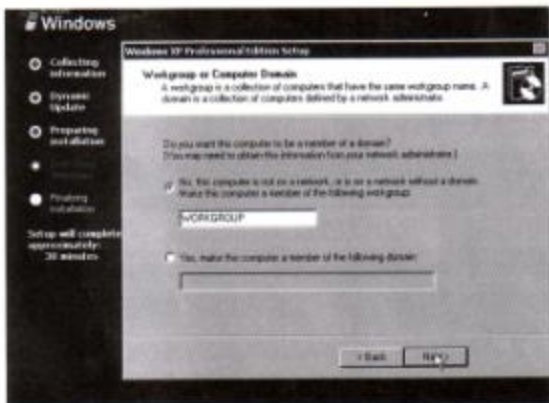 Windows
Collecting
information
Dynamic
Update
Preparing
installation
Finalizing
installation
Setup will complete
approximately:
30 minutes
Windows XP Professional Edition Setup
Workgroup or Computer Domain
A workgroup is a collection of computers that have the same workgroup name. A
domain is a collection of computers defined by a network administrator.
Do you want this computer to be a member of a domain?
(You may need to obtain this information from your network administrator.)
No, this computer is not on a network, or is on a network without a domain.
Make this computer a member of the following workgroup:
WORKGROUP
Yes, make this computer a member of the following domain:
< Back
Next >